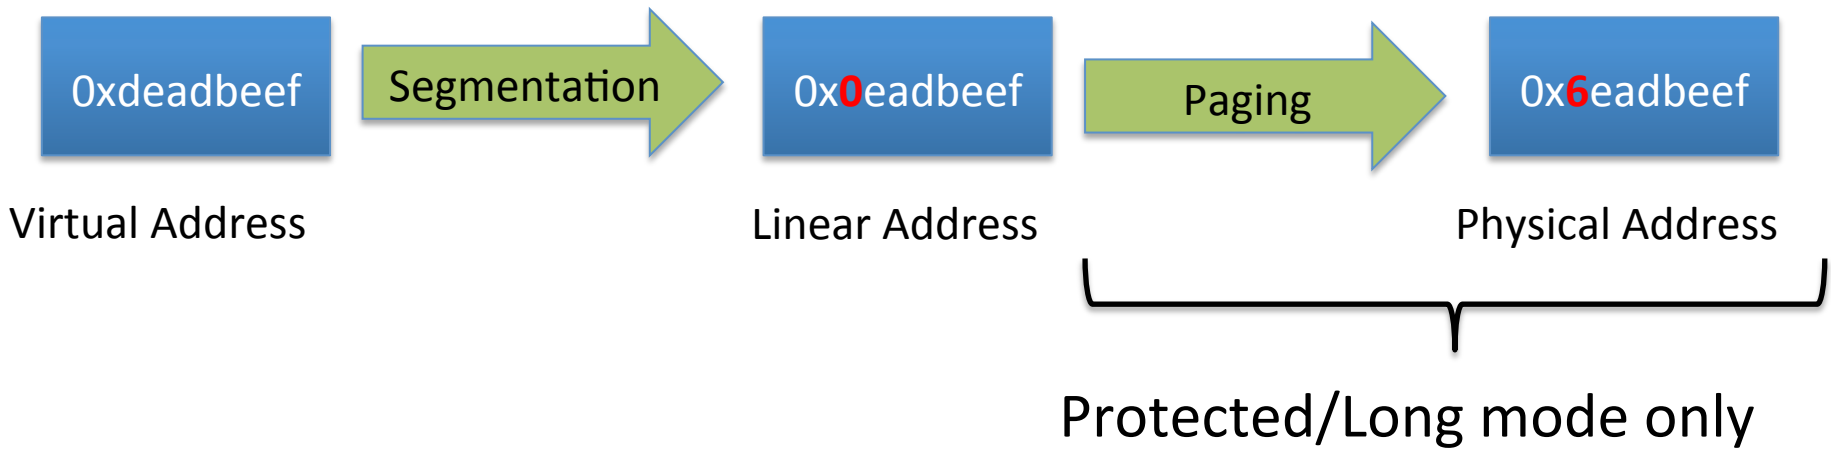 0xdeadbeef
Segmentation
0x0eadbeef
Paging
0x6eadbeef
Virtual Address
Linear Address
Physical Address
Protected/Long mode only